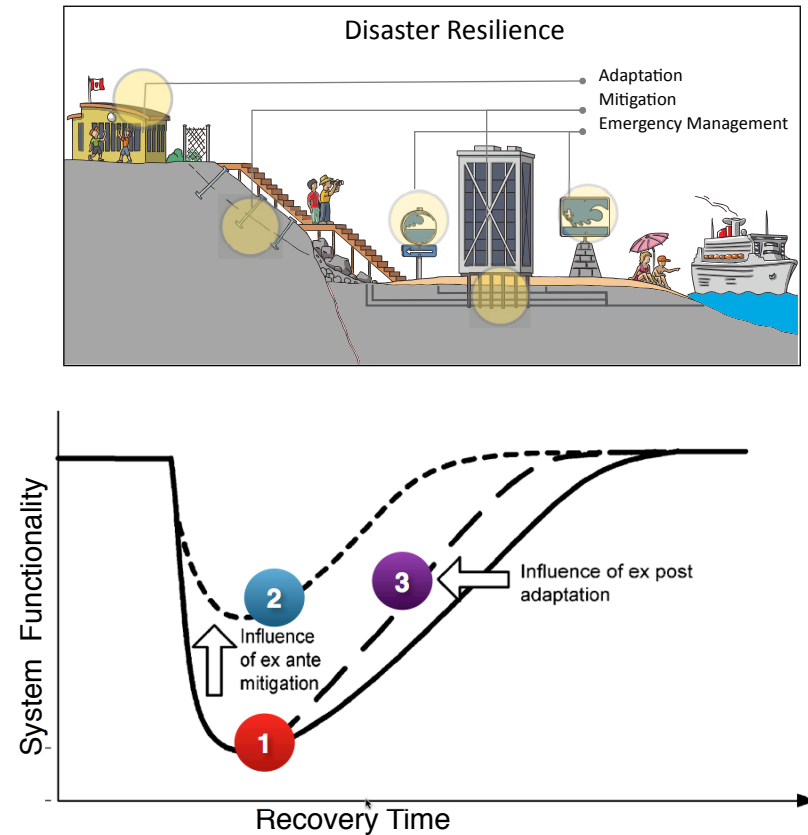 Disaster Resilience
Adaptation
Mitigation
Emergency Management
System Functionality
2
3
Influence of ex post
adaptation
Influence
of ex ante
mitigation
1
Recovery Time